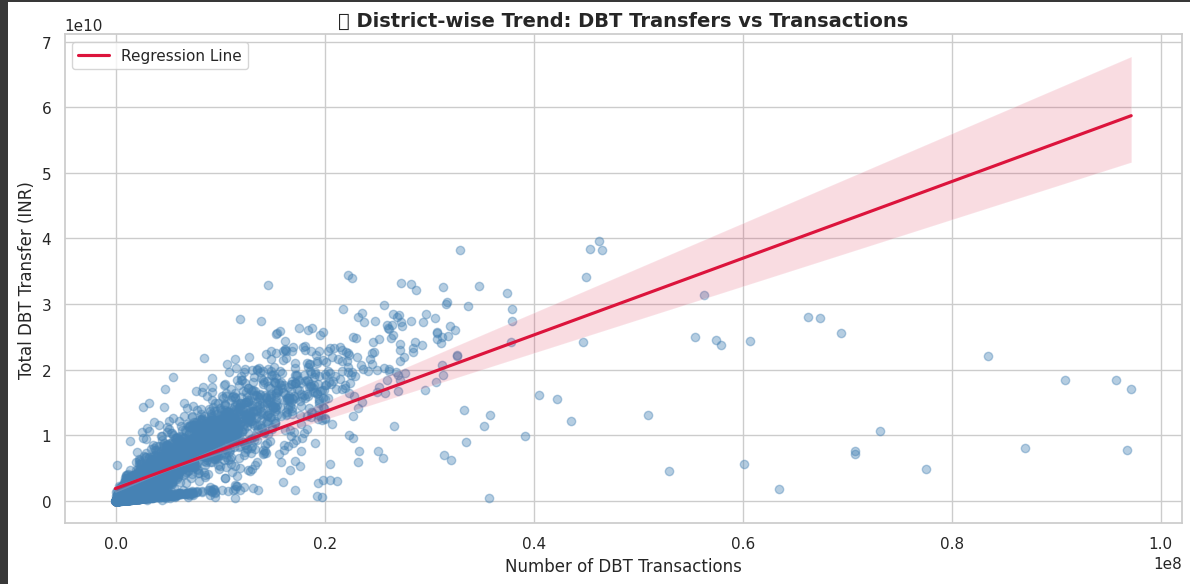 District-wise Trend: DBT Transfers vs Transactions
1e10
Regression Line
7
6
5
4
3
2
1
0
Total DBT Transfer (INR)
0.0 0.2 0.4 0.6 0.8 1.0
1e8
Number of DBT Transactions